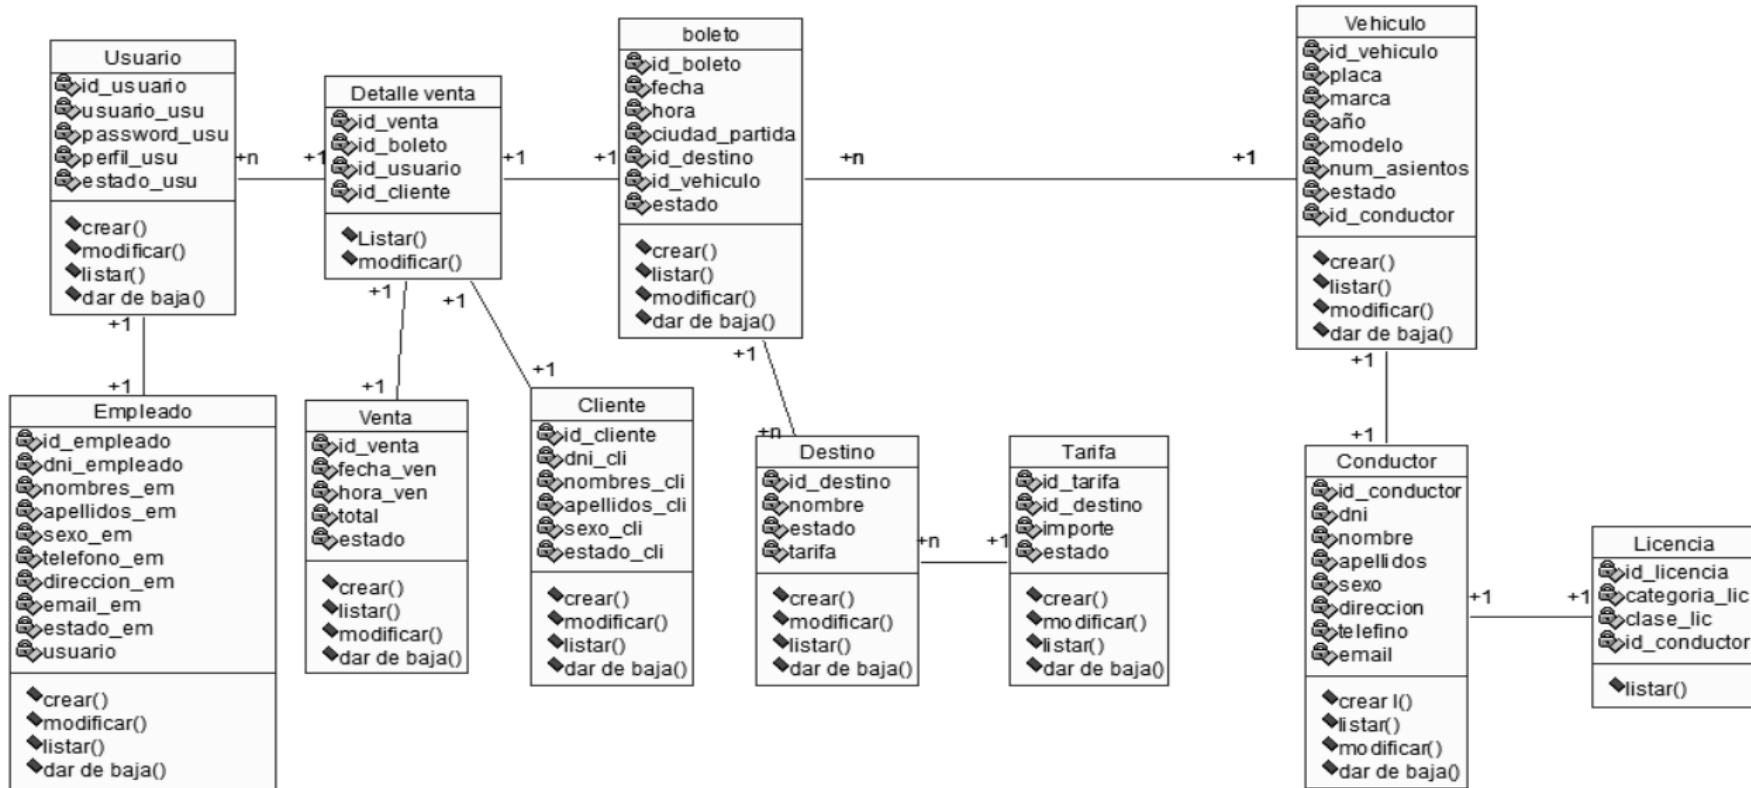 Usuario
id_usuario
usuario_usu
password_usu
perfil_usu
estado_usu
crear()
modificar()
listar()
dar de baja()
+n
+1
+1
Detalle venta
id_venta
id_boleto
id_usuario
id_cliente
Listar()
modificar()
+1
+1
+1
+1
boleto
id_boleto
fecha
hora
ciudad_partida
id_destino
id_vehiculo
estado
crear()
listar()
modificar()
dar de baja()
+n
+1
+1
Vehiculo
id_vehiculo
placa
marca
año
modelo
num_asientos
estado
id_conductor
crear()
listar()
modificar()
dar de baja()
+1
+1
Empleado
id_empleado
dni_empleado
nombres_em
apellidos_em
sexo_em
telefono_em
direccion_em
email_em
estado_em
usuario
crear()
modificar()
listar()
dar de baja()
+1
Venta
id_venta
fecha_ven
hora_ven
total
estado
crear()
listar()
modificar()
dar de baja()
+1
Cliente
id_cliente
dni_cli
nombres_cli
apellidos_cli
sexo_cli
estado_cli
crear()
modificar()
listar()
dar de baja()
+n
Destino
id_destino
nombre
estado
tarifa
crear()
modificar()
listar()
dar de baja()
+n
+1
Tarifa
id_tarifa
id_destino
importe
estado
crear()
modificar()
listar()
dar de baja()
+1
Conductor
id_conductor
dni
nombre
apellidos
sexo
direccion
telefino
email
crear l()
listar()
modificar()
dar de baja()
+1
+1
Licencia
id_licencia
categoria_lic
clase_lic
id_conductor
listar()